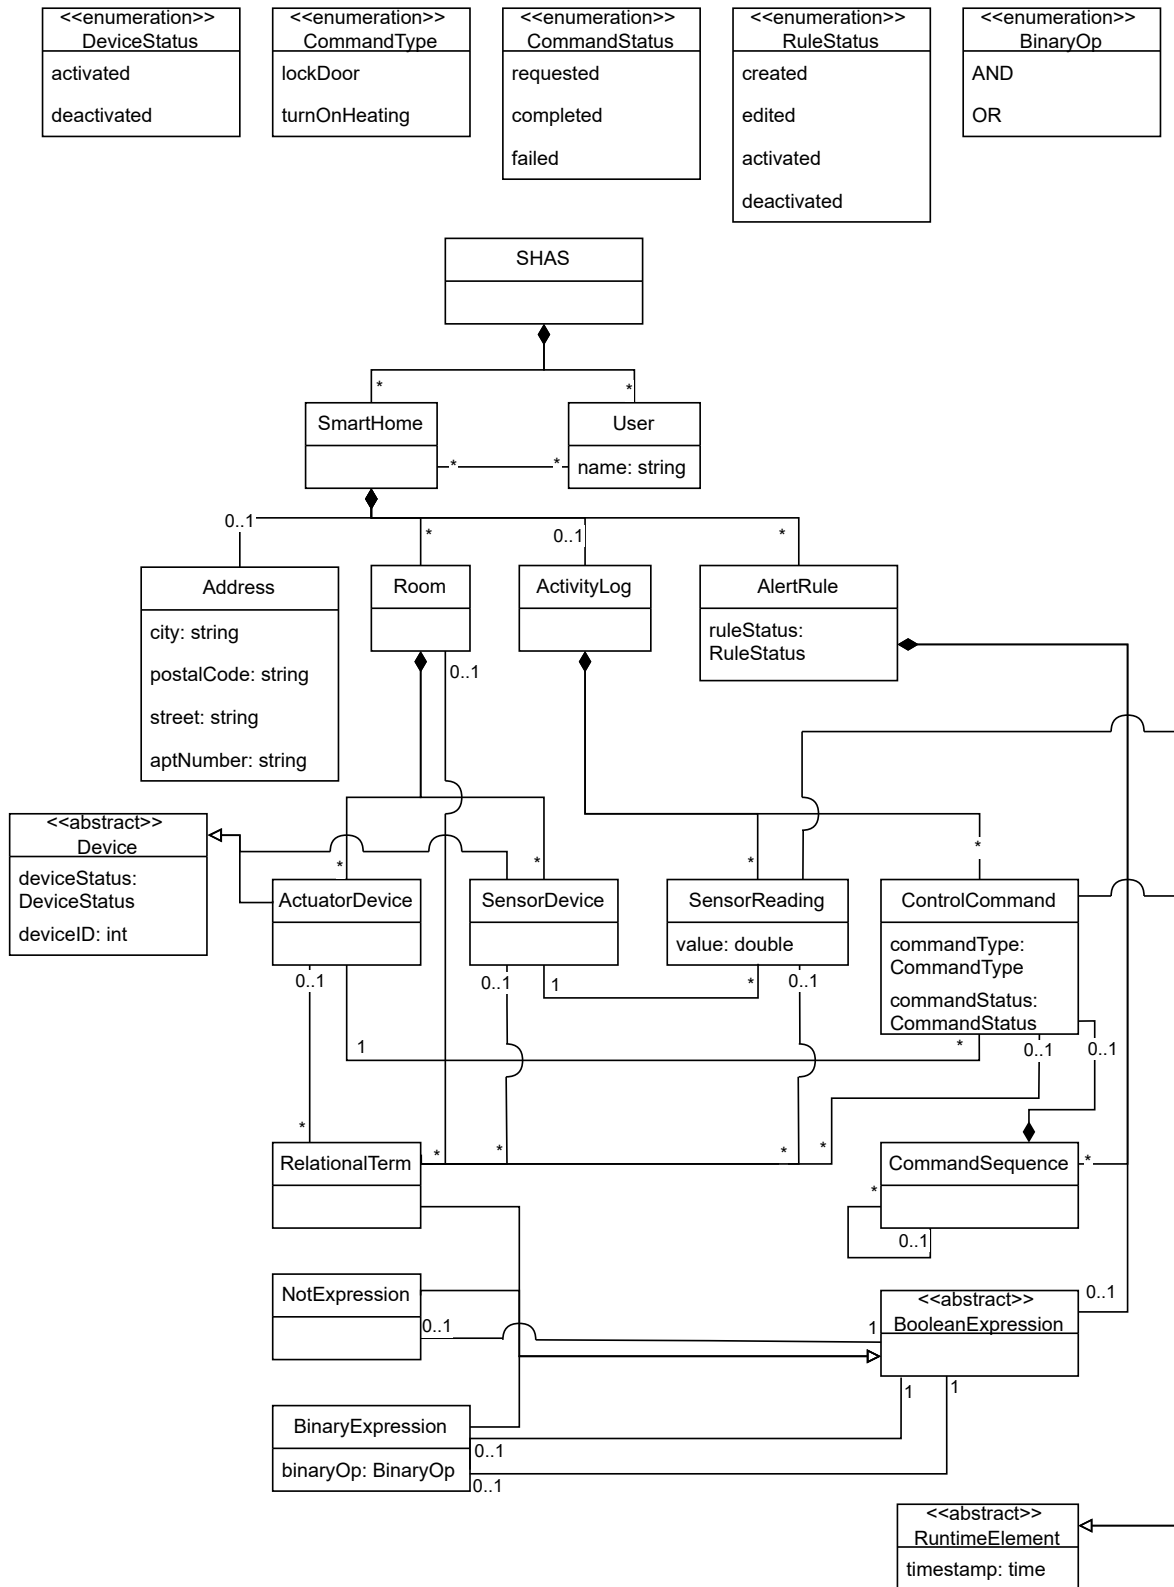 <<enumeration>>
DeviceStatus
activated
deactivated
<<enumeration>>
CommandType
lockDoor
turnOnHeating
<<enumeration>>
CommandStatus
requested
completed
failed
<<enumeration>>
RuleStatus
created
edited
activated
deactivated
<<enumeration>>
BinaryOp
AND
OR
SHAS
*
*
SmartHome
User
name: string
*
*
0..1
*
0..1
*
Address
city: string
postalCode: string
street: string
aptNumber: string
Room
0..1
ActivityLog
AlertRule
ruleStatus:
RuleStatus
<<abstract>>
Device
deviceStatus:
DeviceStatus
deviceID: int
*
*
*
*
ActuatorDevice
SensorDevice
SensorReading
value: double
ControlCommand
commandType:
CommandType
commandStatus:
CommandStatus
0..1
0..1
1
*
0..1
1
*
0..1
0..1
*
*
*
*
*
RelationalTerm
CommandSequence
*
*
0..1
NotExpression
0..1
1
<<abstract>>
BooleanExpression
0..1
1
1
BinaryExpression
binaryOp: BinaryOp
0..1
0..1
<<abstract>>
RuntimeElement
timestamp: time